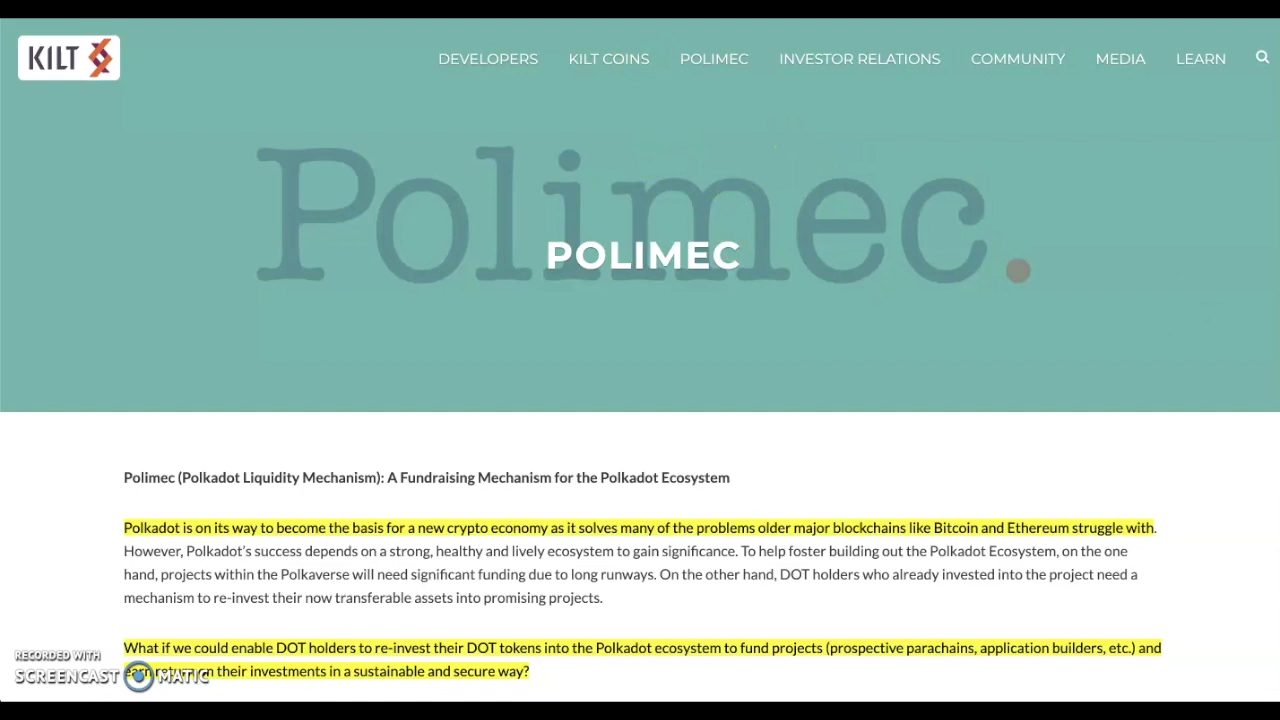 KILT
DEVELOPERS KILT COINS POLIMEC INVESTOR RELATIONS COMMUNITY MEDIA LEARN
Polimec.
POLIMEC
Polimec (Polkadot Liquidity Mechanism): A Fundraising Mechanism for the Polkadot Ecosystem
Polkadot is on its way to become the basis for a new crypto economy as it solves many of the problems older major blockchains like Bitcoin and Ethereum struggle with.
However, Polkadot's success depends on a strong, healthy and lively ecosystem to gain significance. To help foster building out the Polkadot Ecosystem, on the one
hand, projects within the Polkaverse will need significant funding due to long runways. On the other hand, DOT holders who already invested into the project need a
mechanism to re-invest their now transferable assets into promising projects.
What if we could enable DOT holders to re-invest their DOT tokens into the Polkadot ecosystem to fund projects (prospective parachains, application builders, etc.) and
earn return on their investments in a sustainable and secure way?
RECORDED WITH
SCREENCAST MATIC